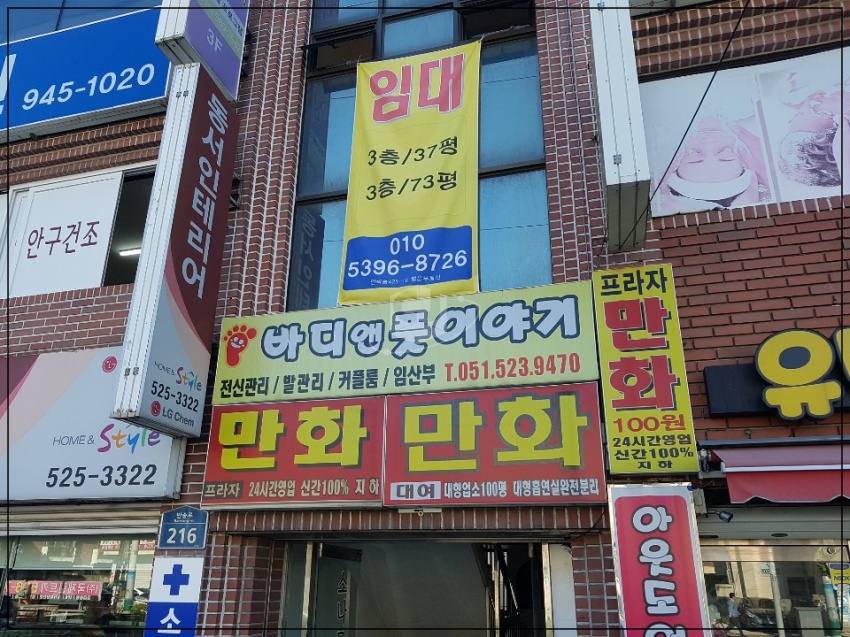 945-1020
3F
동서인테리어
안구건조
임대
3층/37평
3층/73평
010
5396-8726
바디앤풋이야기
전신관리 / 발관리 / 커플룸 / 임산부 T.051.523.9470
프라자
만화
100원
24시간영업
신간100%
지하
만화
프라자 24시간영업 신간100% 지하
만화
대여 대형업소100평 대형흡연실완전분리
HOME & Style
525-3322
LG Chem
LG
HOME & Style
525-3322
216
소
아웃도어